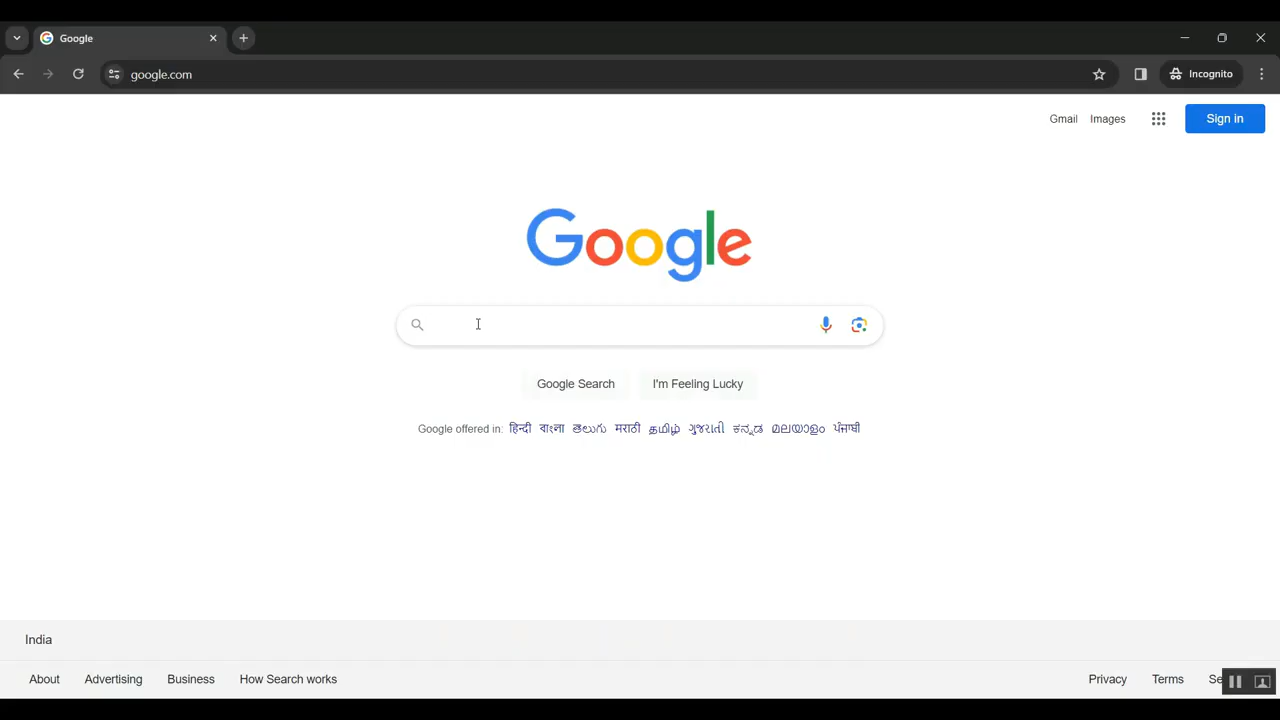 Google
google.com
Incognito
Gmail Images Sign in
Google
Google Search I'm Feeling Lucky
Google offered in: हिन्दी বাংলা తెలుగు मराठी தமிழ் ગુજરાતી ಕನ್ನಡ മലയാളം ਪੰਜਾਬੀ
India
About Advertising Business How Search works Privacy Terms Se